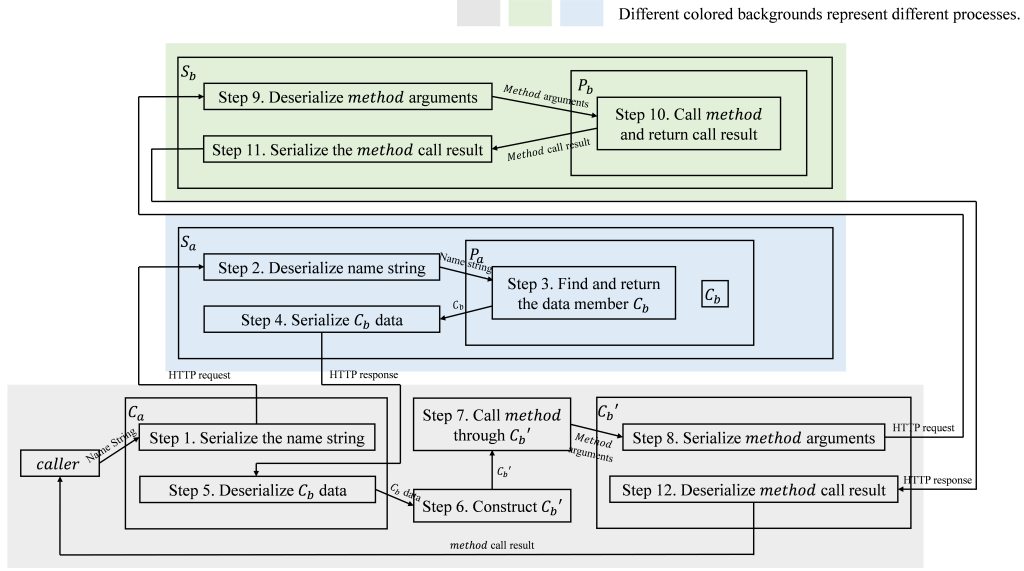 Different colored backgrounds represent different processes.
S_b
Step 9. Deserialize method arguments
Method arguments
P_b
Step 10. Call method
and return call result
Step 11. Serialize the method call result
Method call result
S_a
Step 2. Deserialize name string
Name string
P_a
Step 3. Find and return
the data member C_b
C_b
Step 4. Serialize C_b data
C_b
HTTP request
HTTP response
C_a
Step 1. Serialize the name string
Name String
caller
Step 5. Deserialize C_b data
C_b data
Step 6. Construct C_b'
C_b'
Step 7. Call method
through C_b'
Method
arguments
C_b'
Step 8. Serialize method arguments
HTTP request
Step 12. Deserialize method call result
HTTP response
method call result